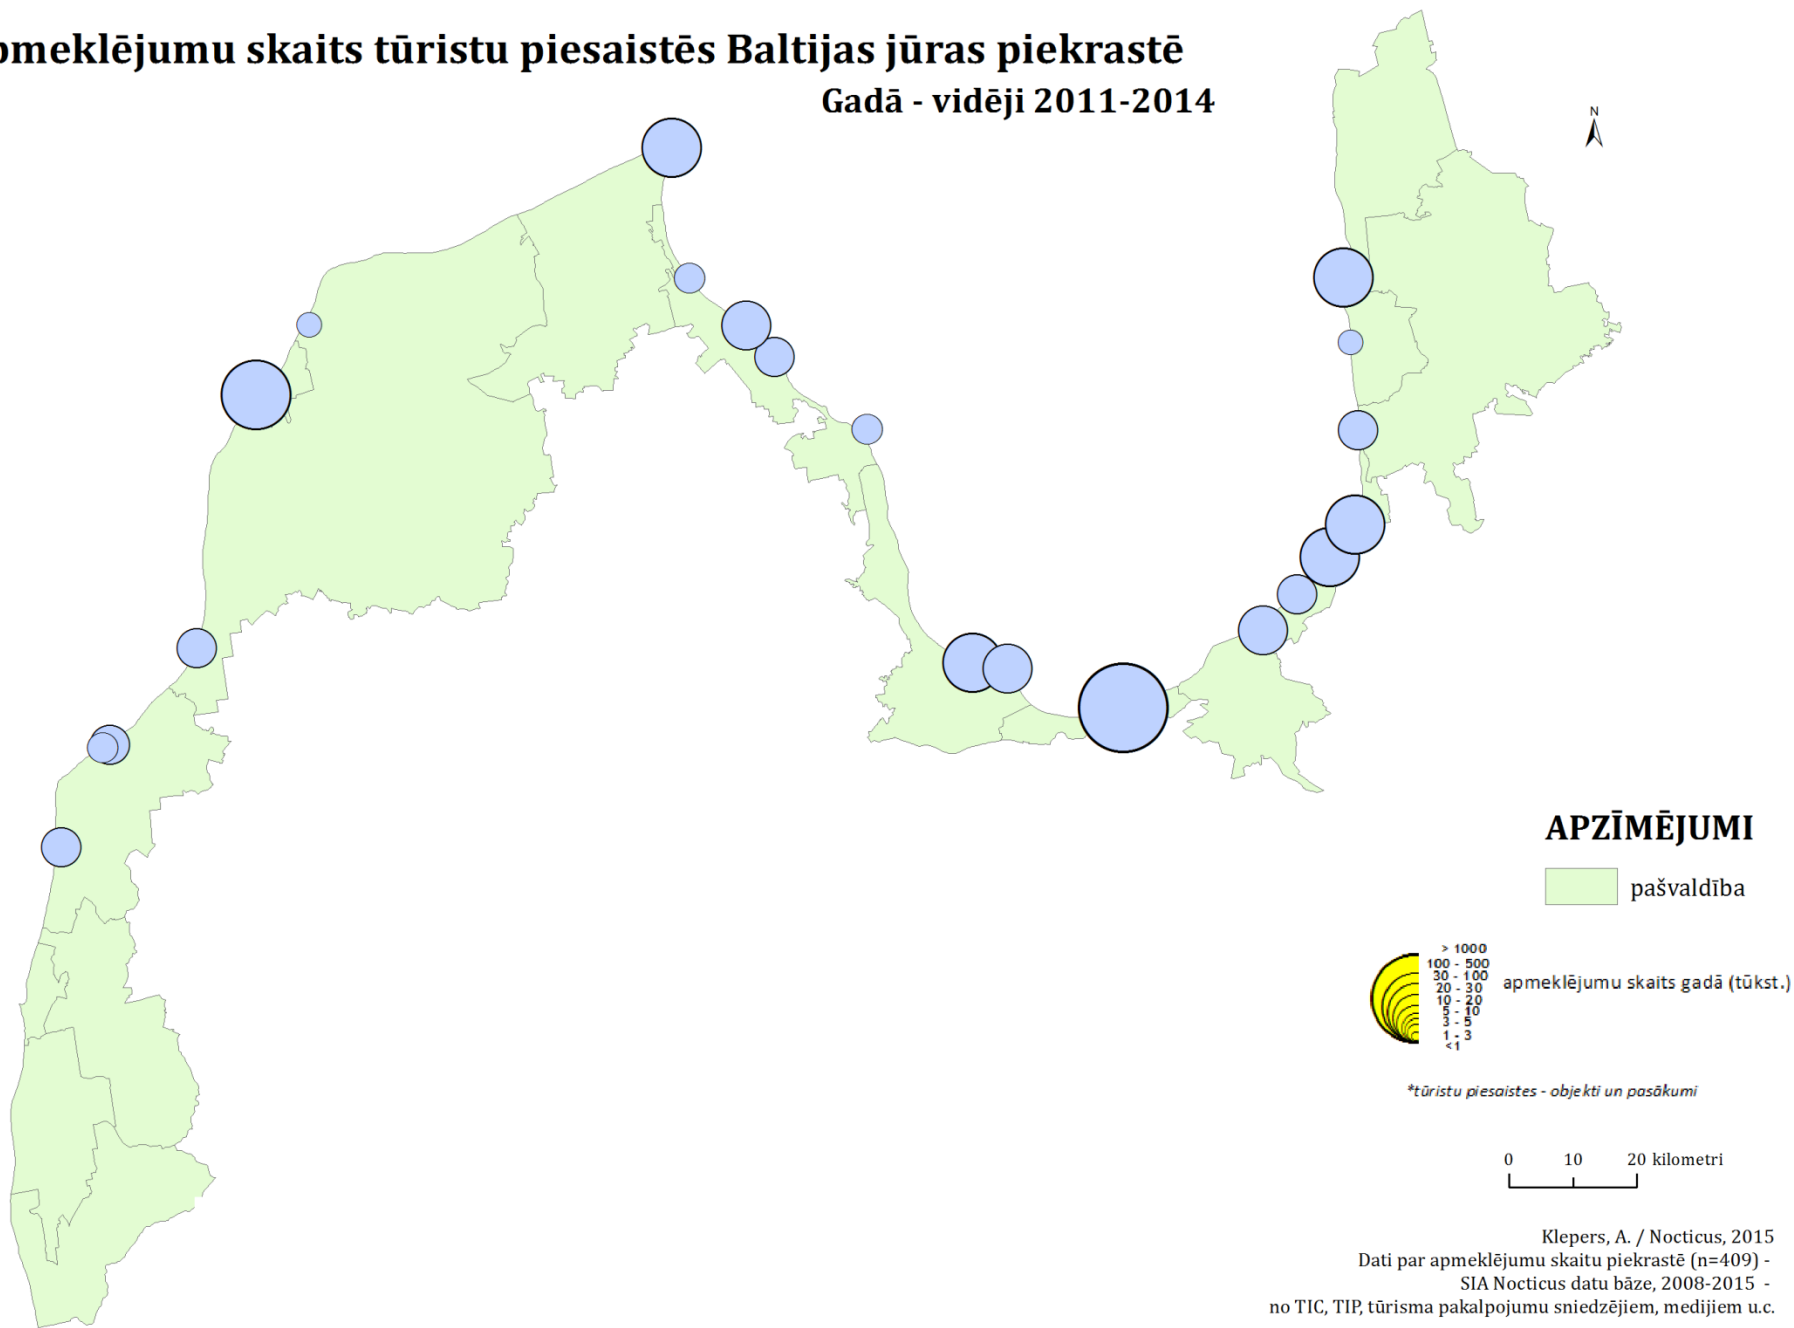 pmeklējumu skaits tūristu piesaistēs Baltijas jūras piekrastē
Gadā - vidēji 2011-2014
N
APZĪMĒJUMI
pašvaldība
> 1000
100 - 500
30 - 100
20 - 30
10 - 20
5 - 10
3 - 5
1 - 3
<1
apmeklējumu skaits gadā (tūkst.)
*tūristu piesaistes - objekti un pasākumi
0 10 20 kilometri
Klepers, A. / Nocticus, 2015
Dati par apmeklējumu skaitu piekrastē (n=409) -
SIA Nocticus datu bāze, 2008-2015 -
no TIC, TIP, tūrisma pakalpojumu sniedzējiem, medijiem u.c.